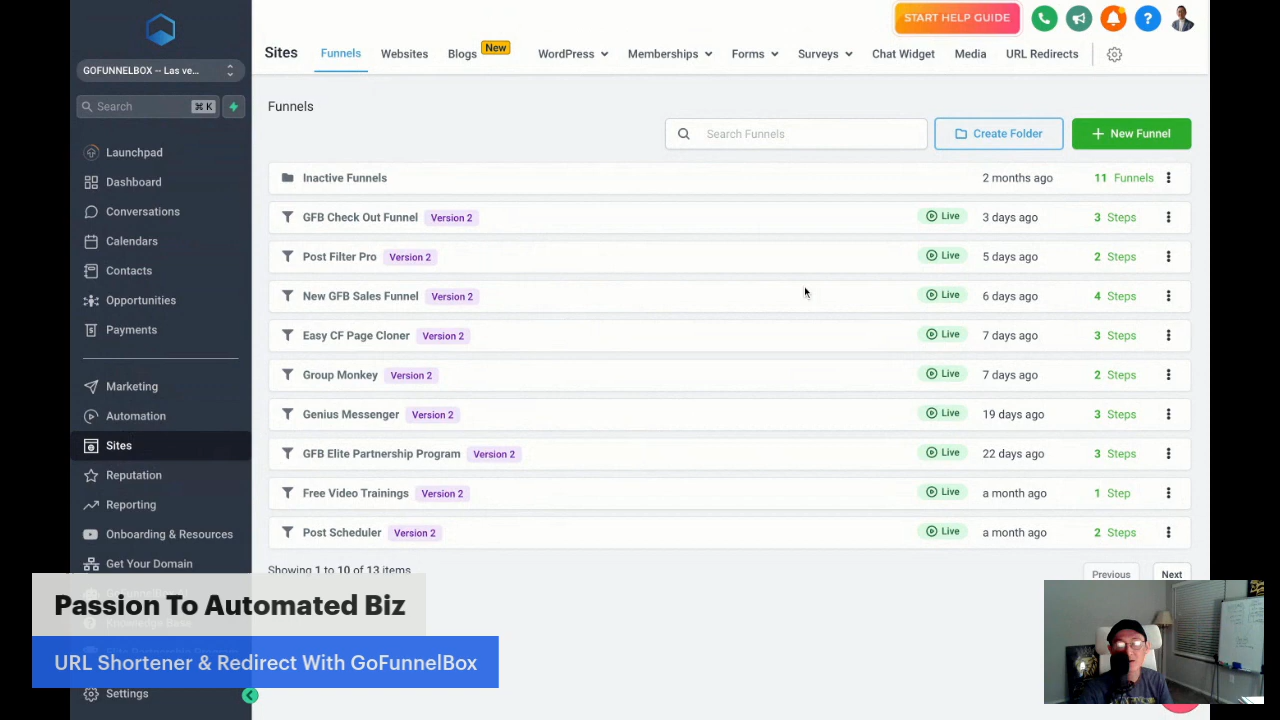 GOFUNNELBOX -- Las ve...
Search
⌘ K
Launchpad
Dashboard
Conversations
Calendars
Contacts
Opportunities
Payments
Marketing
Automation
Sites
Reputation
Reporting
Onboarding & Resources
Get Your Domain
Knowledge Base
Settings
START HELP GUIDE
Sites
Funnels
Websites
Blogs New
WordPress
Memberships
Forms
Surveys
Chat Widget
Media
URL Redirects
Funnels
Search Funnels
Create Folder
+ New Funnel
Inactive Funnels 2 months ago 11 Funnels
GFB Check Out Funnel Version 2 Live 3 days ago 3 Steps
Post Filter Pro Version 2 Live 5 days ago 2 Steps
New GFB Sales Funnel Version 2 Live 6 days ago 4 Steps
Easy CF Page Cloner Version 2 Live 7 days ago 3 Steps
Group Monkey Version 2 Live 7 days ago 2 Steps
Genius Messenger Version 2 Live 19 days ago 3 Steps
GFB Elite Partnership Program Version 2 Live 22 days ago 3 Steps
Free Video Trainings Version 2 Live a month ago 1 Step
Post Scheduler Version 2 Live a month ago 2 Steps
Showing 1 to 10 of 13 items
Previous
Next
Passion To Automated Biz
URL Shortener & Redirect With GoFunnelBox